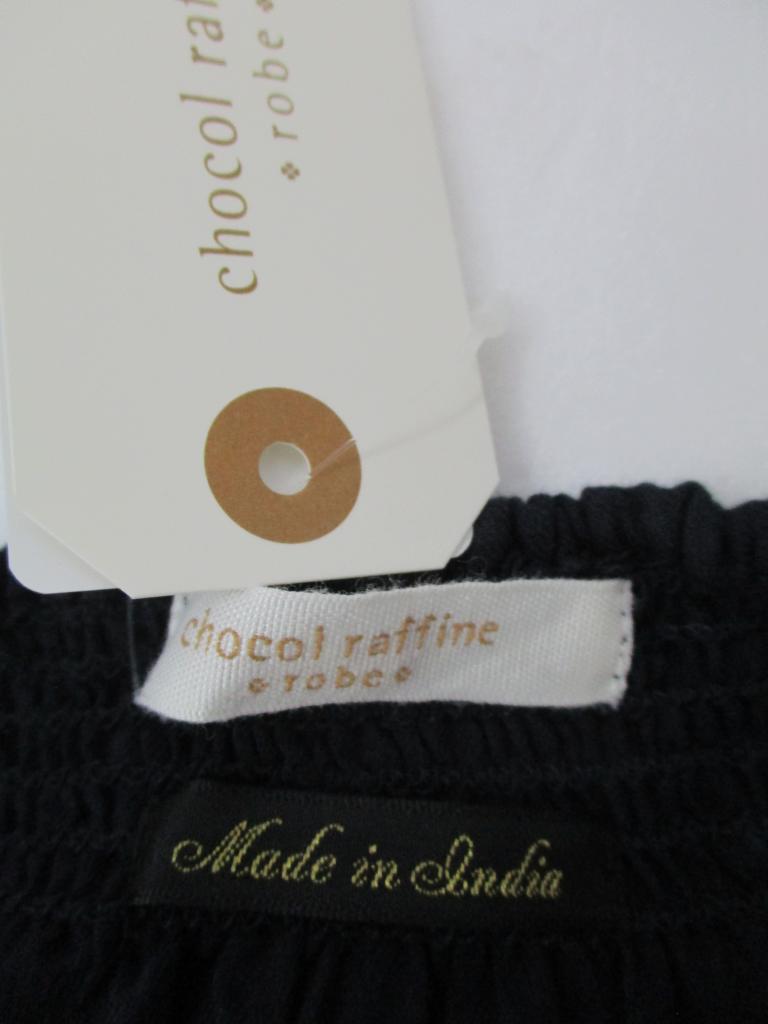 chocol raf
robe
chocol raffine
robe
Made in India